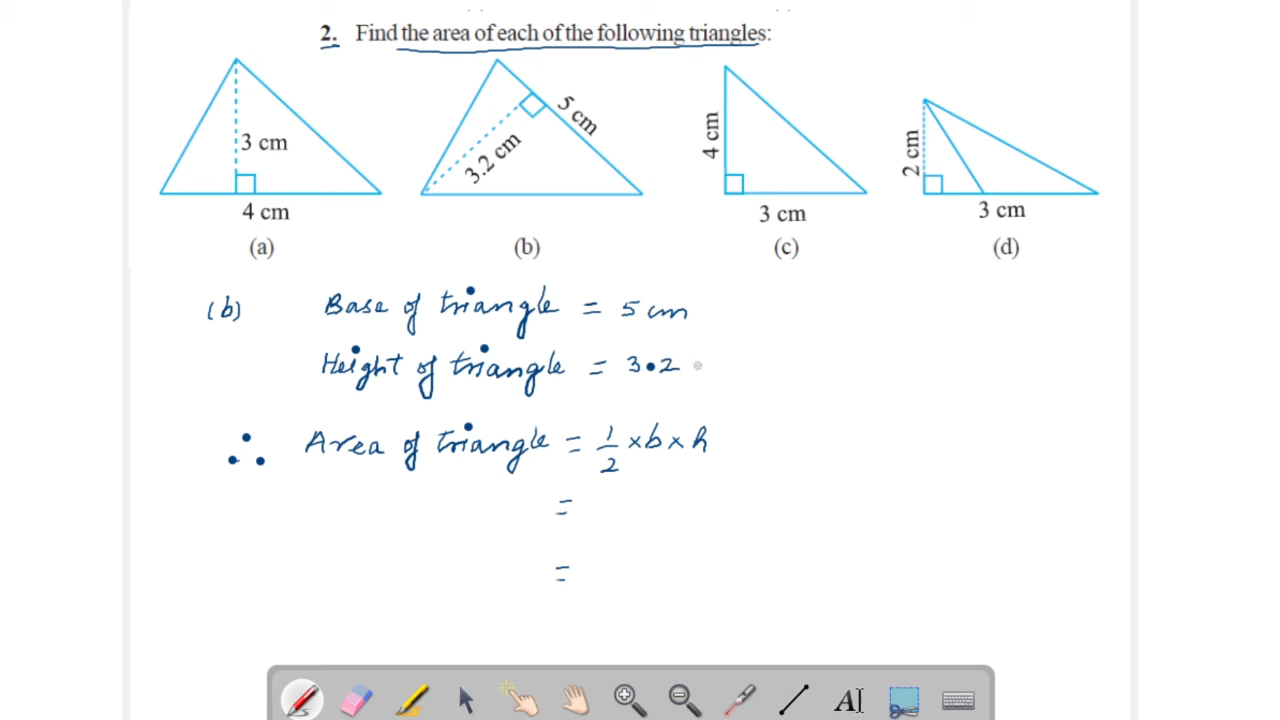 2. Find the area of each of the following triangles:
3 cm
4 cm
(a)
5 cm
3.2 cm
(b)
4 cm
3 cm
(c)
2 cm
3 cm
(d)
(b) Base of triangle = 5 cm
Height of triangle = 3.2
∴ Area of triangle = 1/2 × b × h
=
=
AI